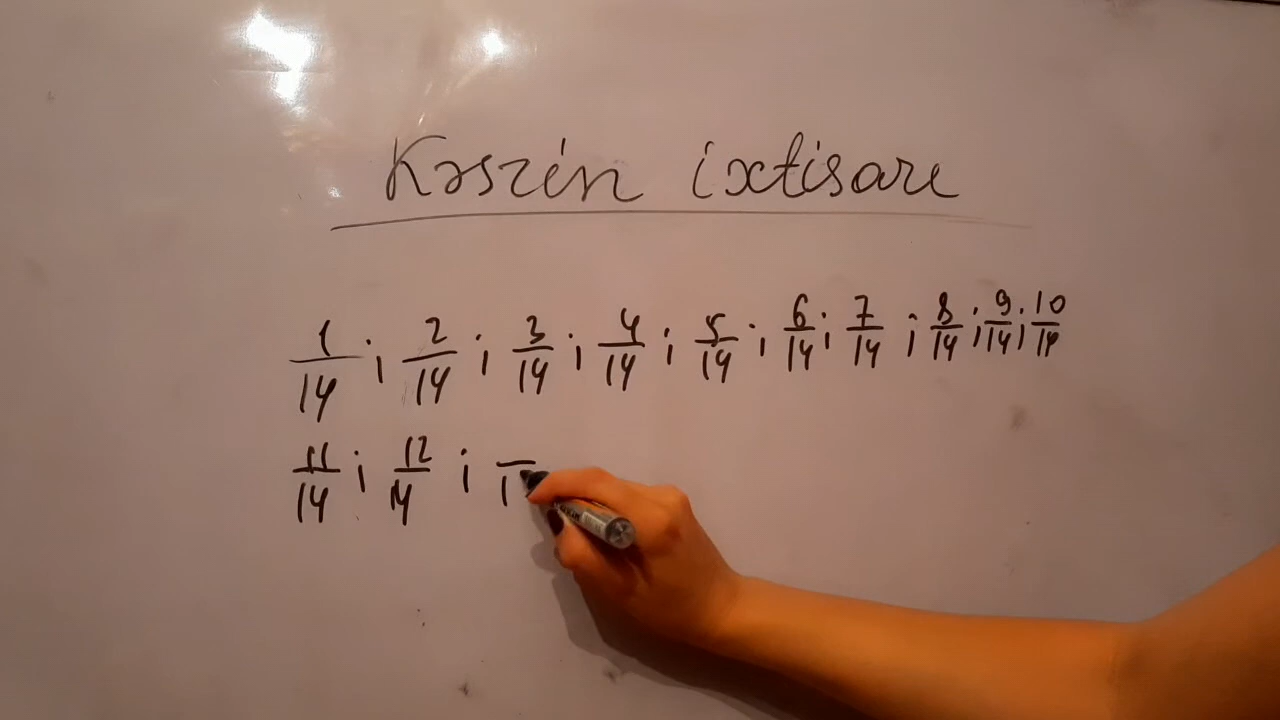 Kəsrin ixtisarı
1/14 ; 2/14 ; 3/14 ; 4/14 ; 5/14 ; 6/14 ; 7/14 ; 8/14 ; 9/14 ; 10/14
11/14 ; 12/14 ;